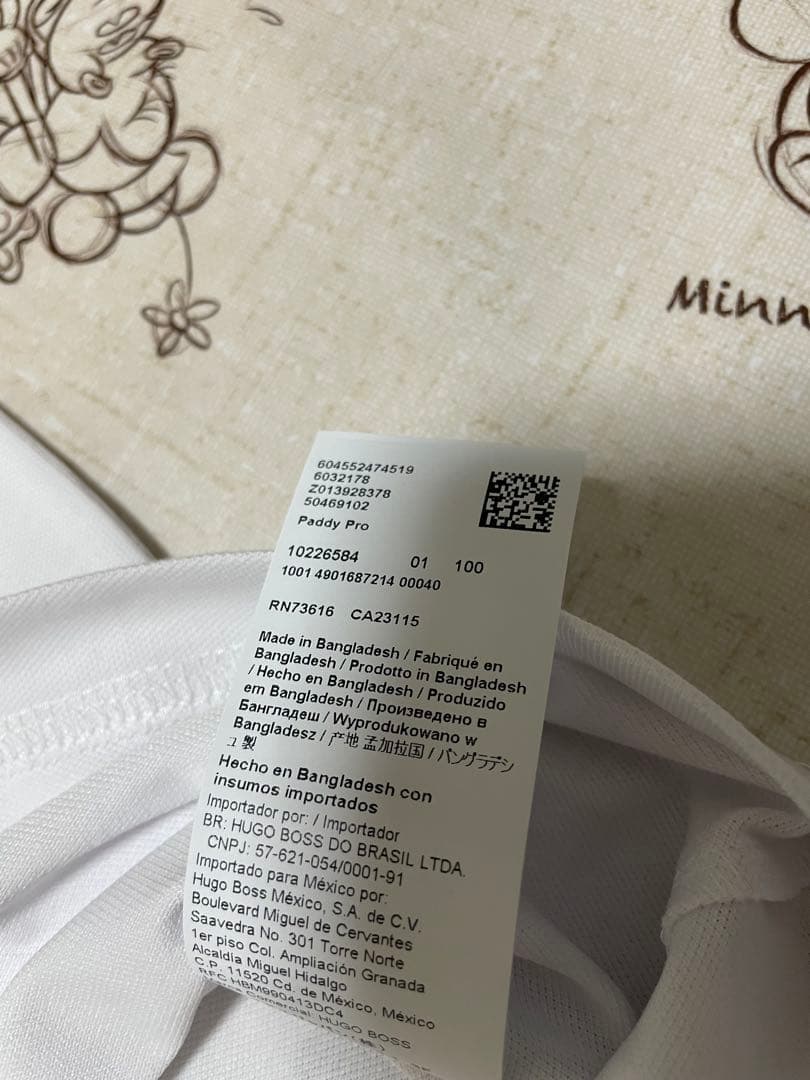 Minn
604552474519
6032178
Z013928378
50469102
Paddy Pro
10226584 01 100
1001 4901687214 00040
RN73616 CA23115
Made in Bangladesh / Fabriqué en
Bangladesh / Prodotto in Bangladesh
/ Hecho en Bangladesh / Produzido
em Bangladesh / Произведено в
Бангладеш / Wyprodukowano w
Bangladesz / 产地 孟加拉国 / バングラデシ
ュ製
Hecho en Bangladesh con
insumos importados
Importador por: / Importador
BR: HUGO BOSS DO BRASIL LTDA.
CNPJ: 57-621-054/0001-91
Importado para México por:
Hugo Boss México, S.A. de C.V.
Boulevard Miguel de Cervantes
Saavedra No. 301 Torre Norte
1er piso Col. Ampliación Granada
Alcaldía Miguel Hidalgo
C.P. 11520 Cd. de México, México
RFC HBM990413DC4
Comercial: HUGO BOSS